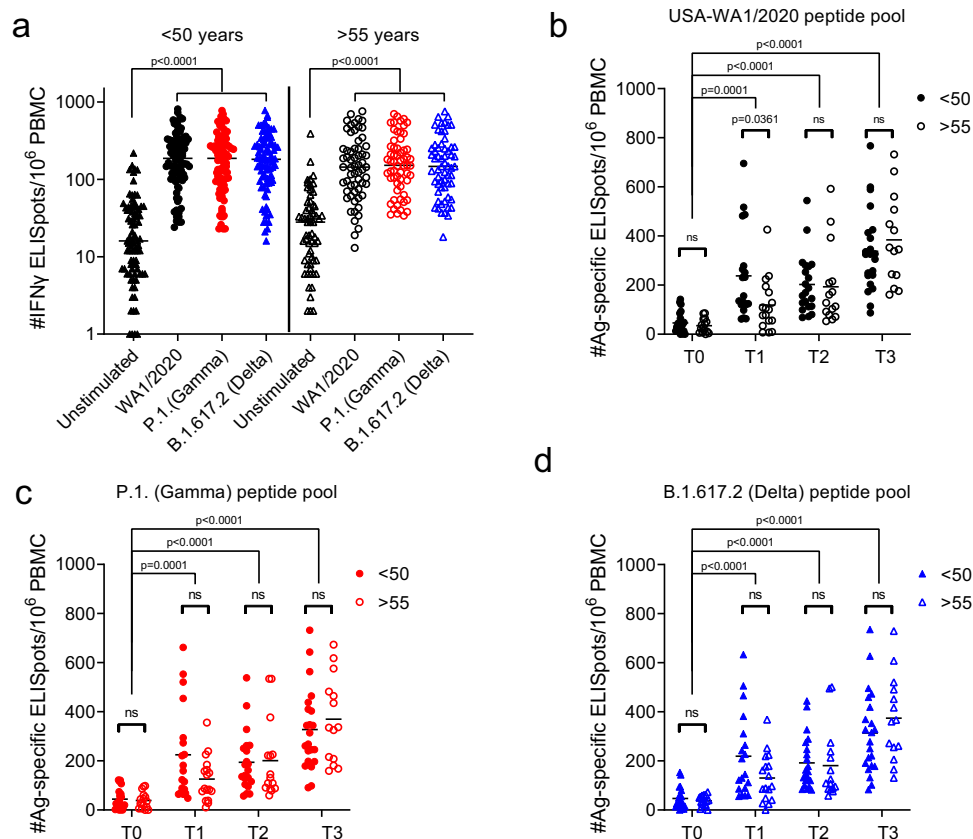 a
<50 years
>55 years
p<0.0001
p<0.0001
#IFNγ ELISpots/10⁶ PBMC
1000
100
10
1
Unstimulated
WA1/2020
P.1.(Gamma)
B.1.617.2 (Delta)
Unstimulated
WA1/2020
P.1.(Gamma)
B.1.617.2 (Delta)
b
USA-WA1/2020 peptide pool
p<0.0001
p<0.0001
p=0.0001
p=0.0361
ns
ns
ns
<50
>55
#Ag-specific ELISpots/10⁶ PBMC
1000
800
600
400
200
0
T0
T1
T2
T3
c
P.1. (Gamma) peptide pool
p<0.0001
p<0.0001
p=0.0001
ns
ns
ns
ns
<50
>55
#Ag-specific ELISpots/10⁶ PBMC
1000
800
600
400
200
0
T0
T1
T2
T3
d
B.1.617.2 (Delta) peptide pool
p<0.0001
p<0.0001
p<0.0001
ns
ns
ns
ns
<50
>55
#Ag-specific ELISpots/10⁶ PBMC
1000
800
600
400
200
0
T0
T1
T2
T3